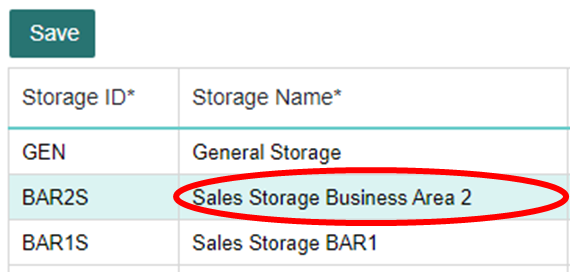 Save
Storage ID* Storage Name*
GEN General Storage
BAR2S Sales Storage Business Area 2
BAR1S Sales Storage BAR1